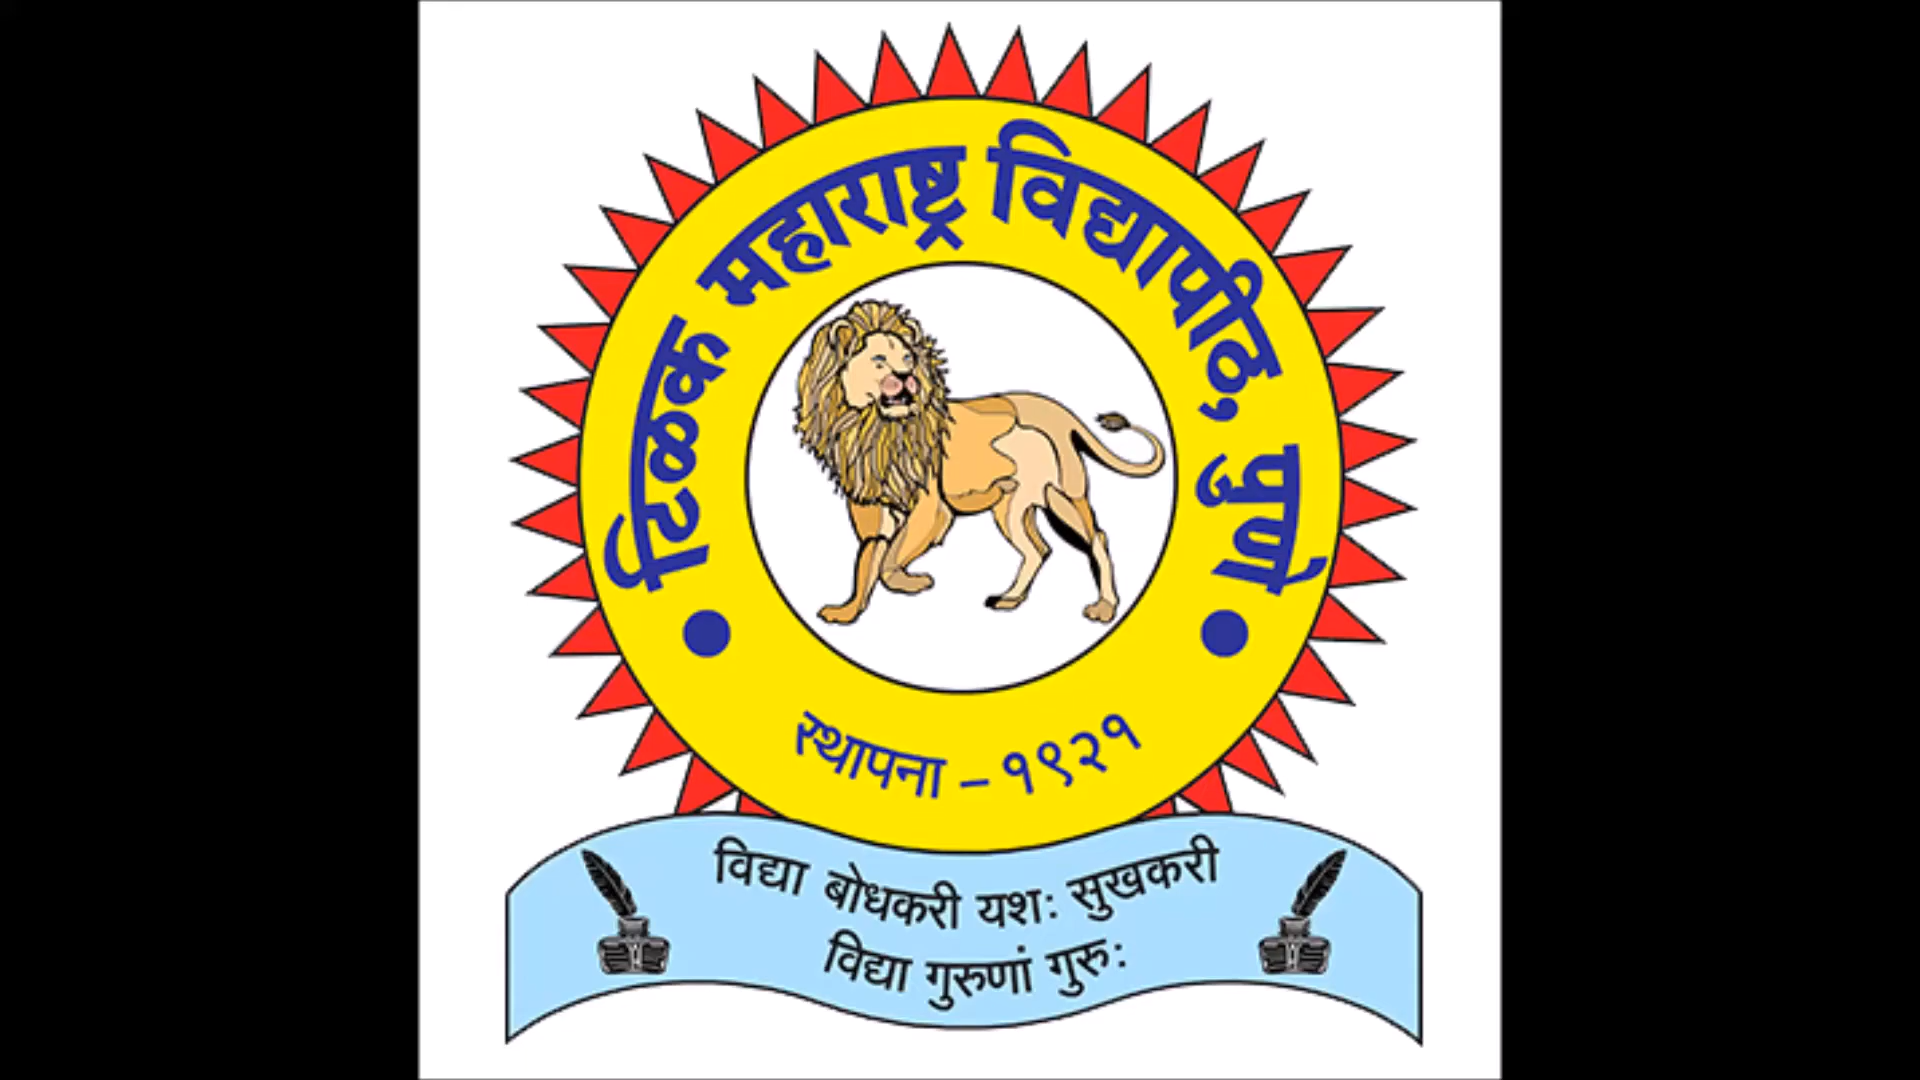 टिळक महाराष्ट्र विद्यापीठ, पुणे
स्थापना – १९२१
विद्या बोधकरी यशः सुखकरी
विद्या गुरुणां गुरुः